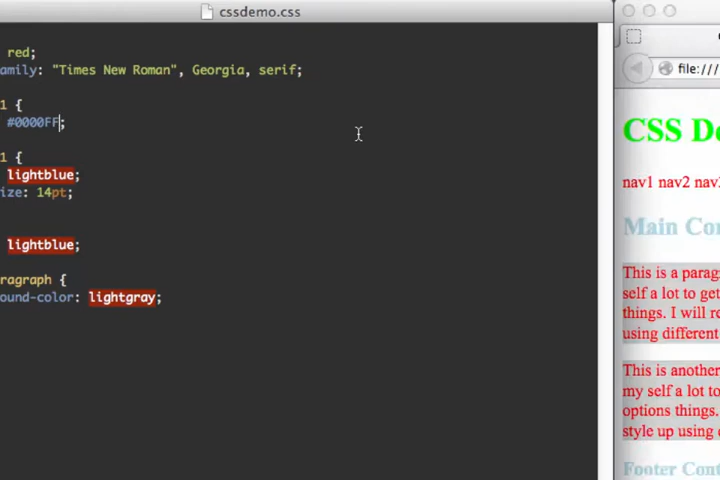 cssdemo.css
red;
amily: "Times New Roman", Georgia, serif;
1 {
#0000FF;
1 {
lightblue;
ize: 14pt;
lightblue;
ragraph {
ound-color: lightgray;
file:///
CSS De
nav1 nav2 nav3
Main Con
This is a parag
self a lot to get
things. I will re
using different
This is another
my self a lot to
options things.
style up using
Footer Cont